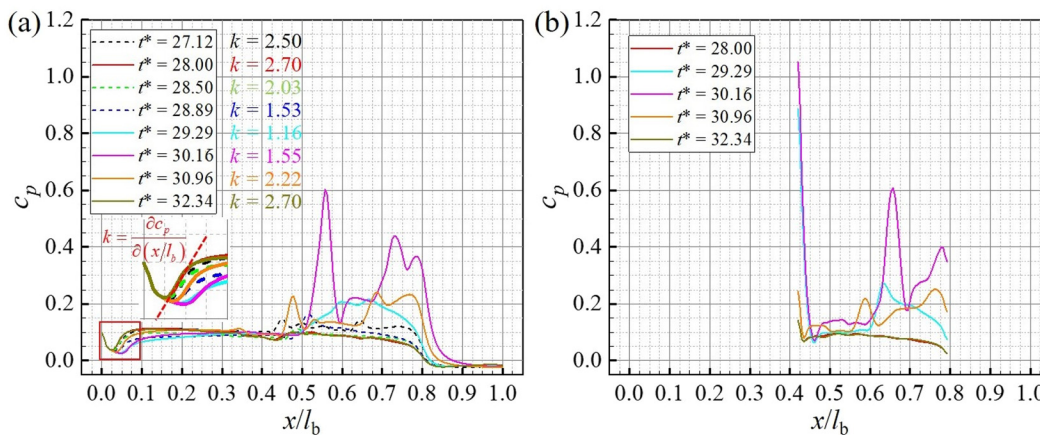 (a)
c_p
1.2
1.0
0.8
0.6
0.4
0.2
0.0
t* = 27.12 k = 2.50
t* = 28.00 k = 2.70
t* = 28.50 k = 2.03
t* = 28.89 k = 1.53
t* = 29.29 k = 1.16
t* = 30.16 k = 1.55
t* = 30.96 k = 2.22
t* = 32.34 k = 2.70
k = ∂c_p / ∂(x/l_b)
0.0 0.1 0.2 0.3 0.4 0.5 0.6 0.7 0.8 0.9 1.0
x/l_b
(b)
c_p
1.2
1.0
0.8
0.6
0.4
0.2
0.0
t* = 28.00
t* = 29.29
t* = 30.16
t* = 30.96
t* = 32.34
0.0 0.1 0.2 0.3 0.4 0.5 0.6 0.7 0.8 0.9 1.0
x/l_b